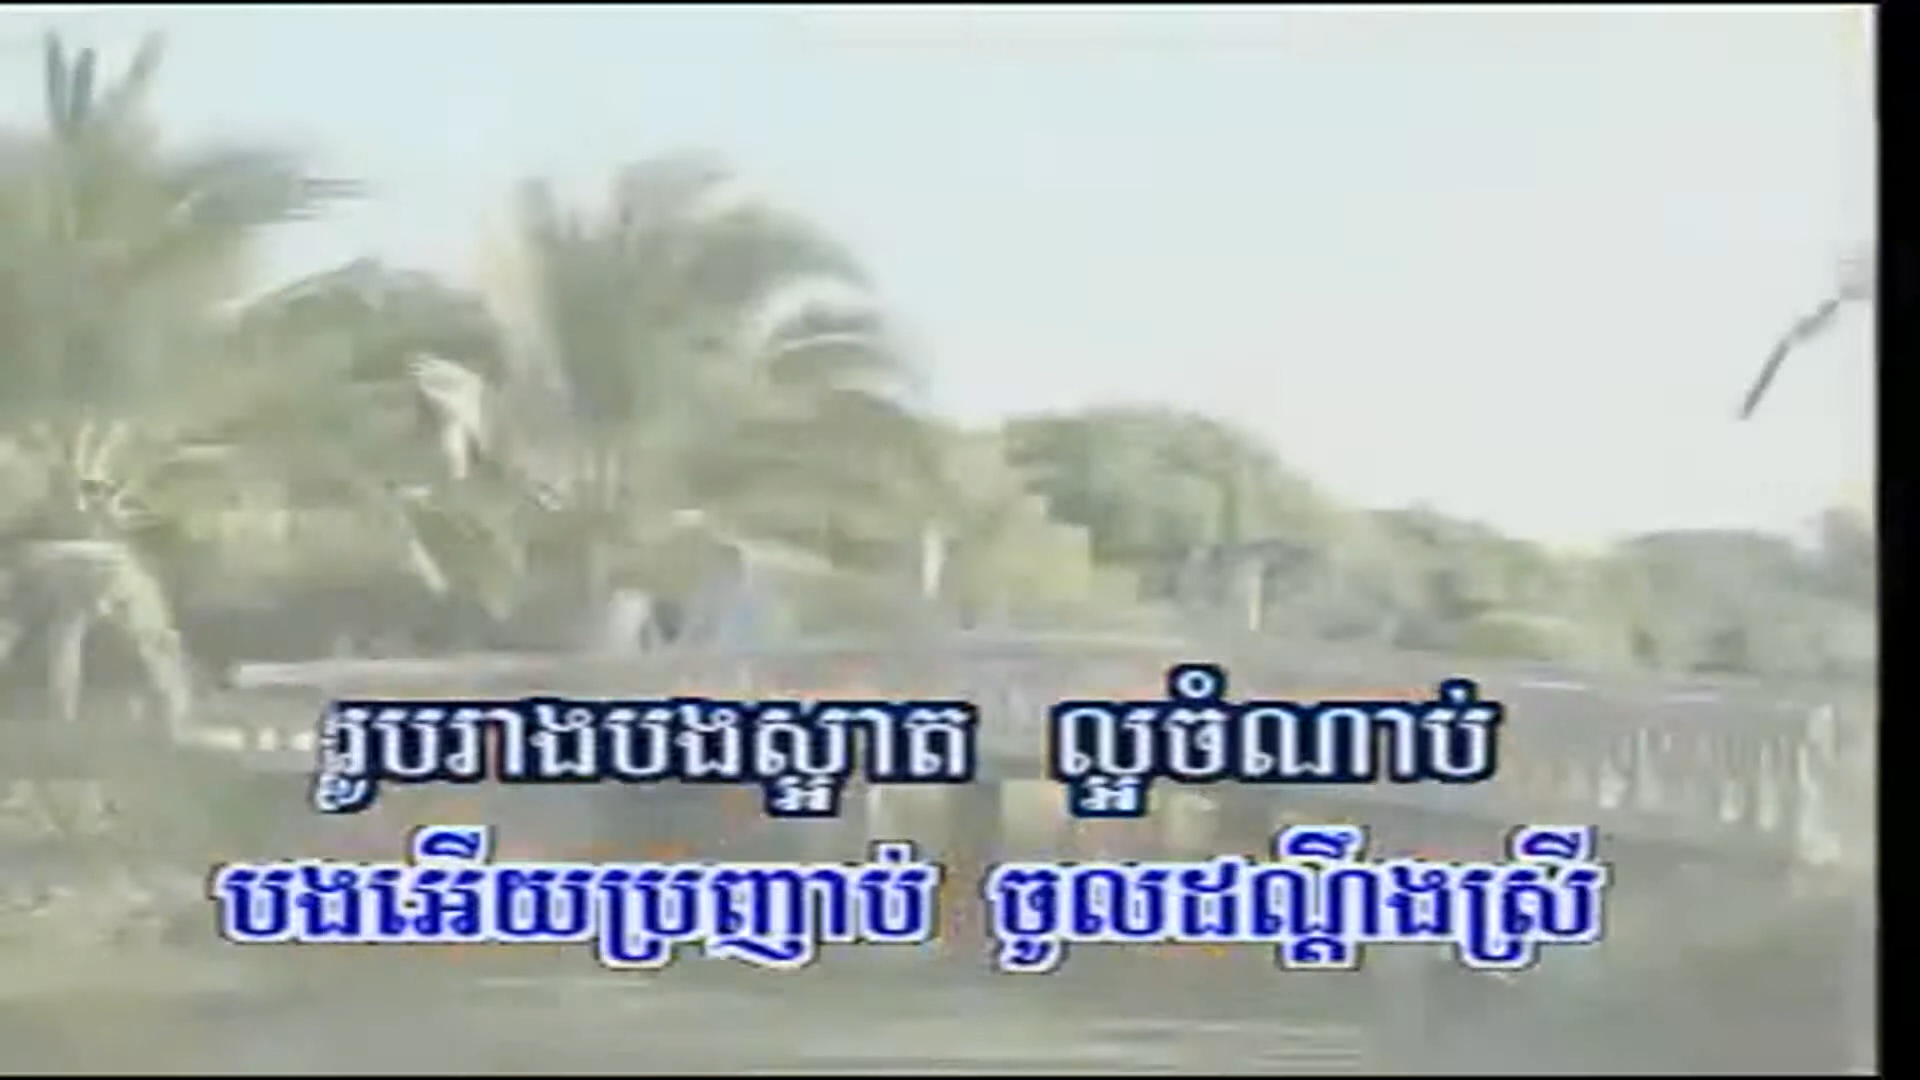 រូបរាងបងស្អាត ល្អចំណាប់
បងអើយប្រញាប់ ចូលដណ្ដឹងស្រី